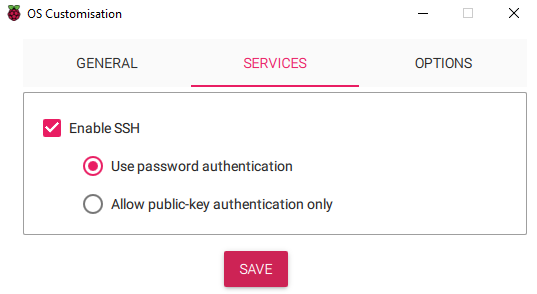 OS Customisation
GENERAL SERVICES OPTIONS
Enable SSH
Use password authentication
Allow public-key authentication only
SAVE